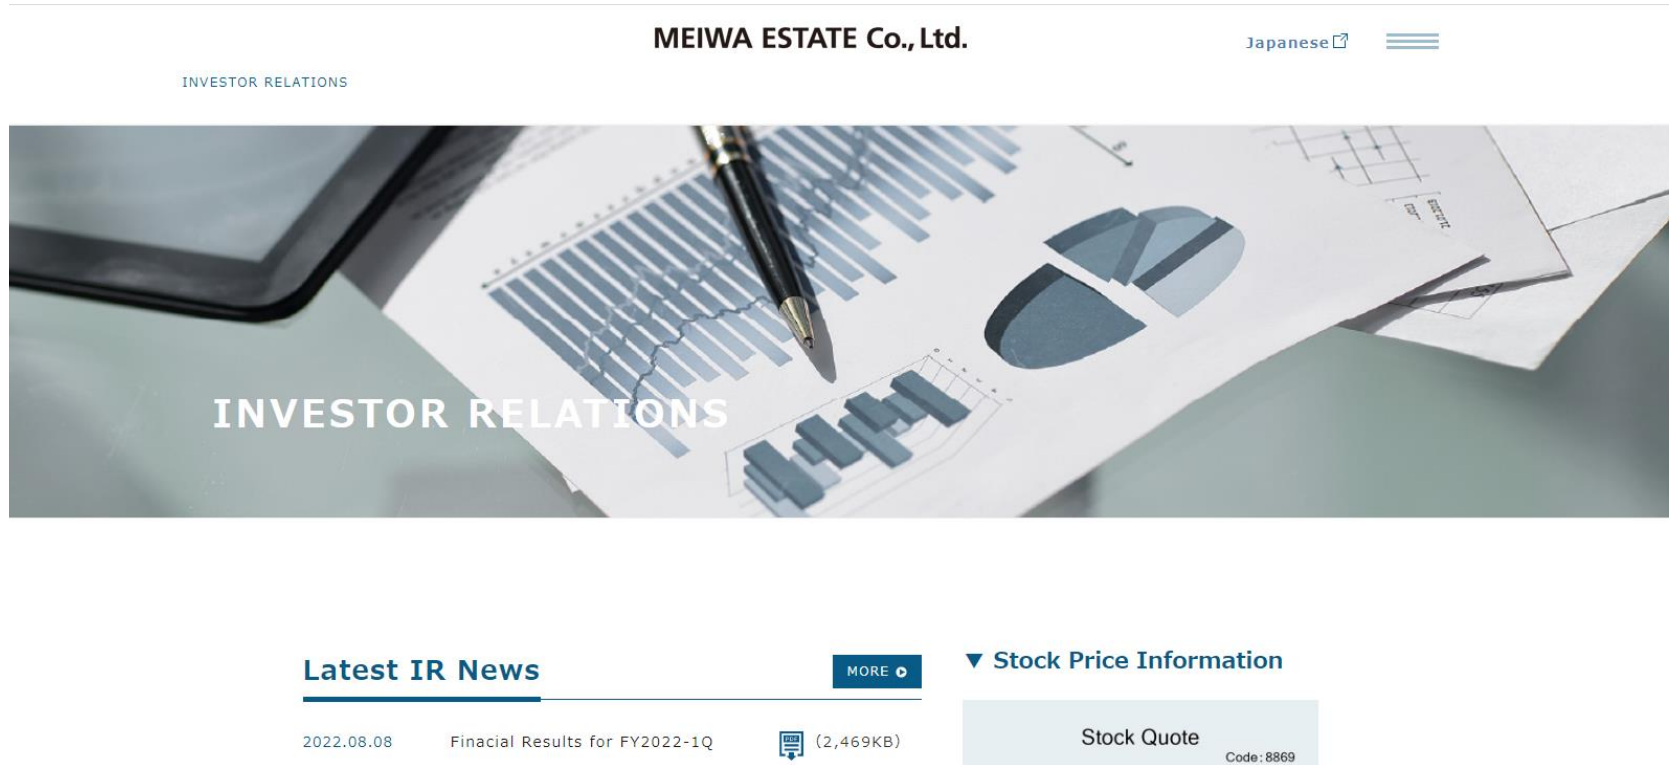 MEIWA ESTATE Co., Ltd.
Japanese
INVESTOR RELATIONS
INVESTOR RELATIONS
Latest IR News
MORE
2022.08.08 Finacial Results for FY2022-1Q PDF (2,469KB)
▼ Stock Price Information
Stock Quote
Code:8869